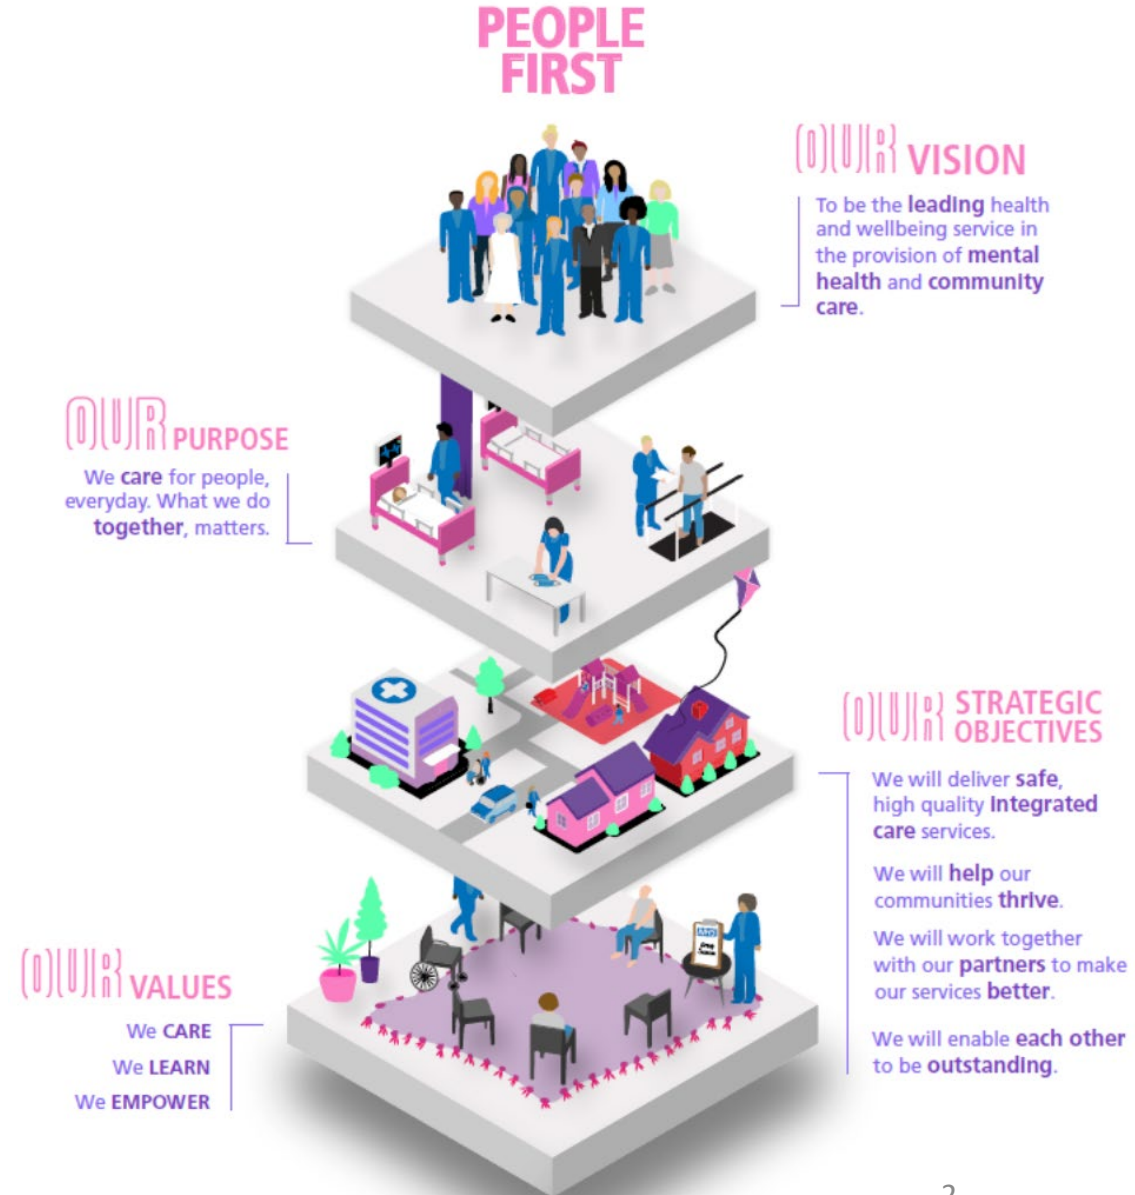 PEOPLE
FIRST
OUR VISION
To be the leading health
and wellbeing service in
the provision of mental
health and community
care.
OUR PURPOSE
We care for people,
everyday. What we do
together, matters.
OUR STRATEGIC
OBJECTIVES
We will deliver safe,
high quality integrated
care services.
We will help our
communities thrive.
We will work together
with our partners to make
our services better.
We will enable each other
to be outstanding.
OUR VALUES
We CARE
We LEARN
We EMPOWER
NHS
2